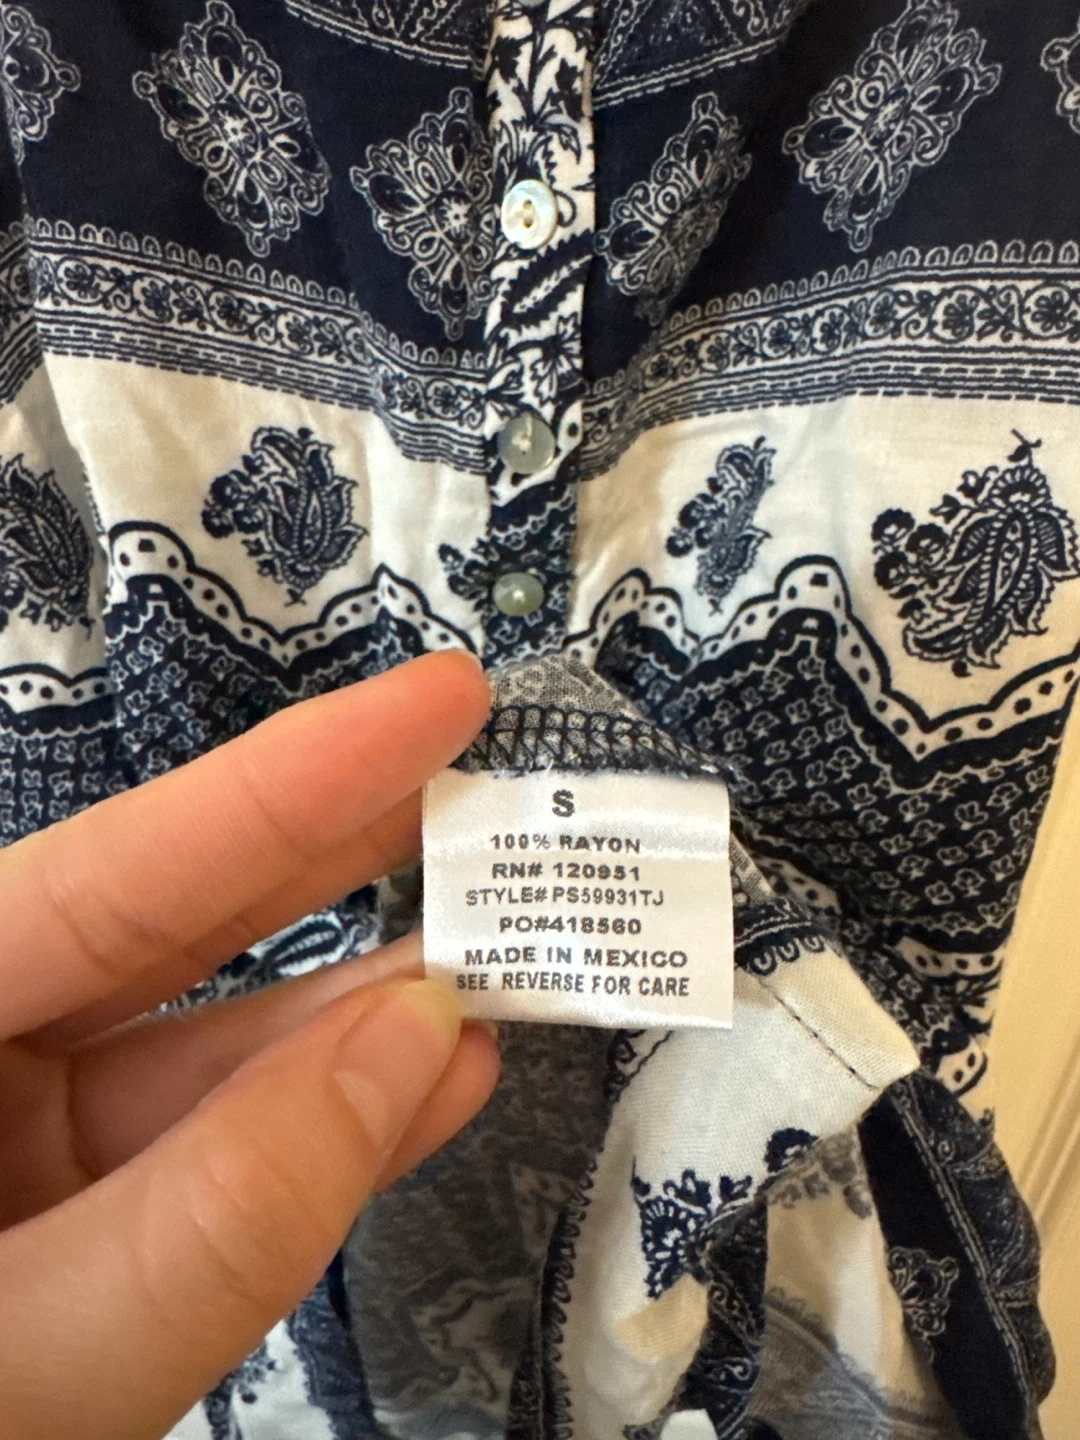 S
100% RAYON
RN# 120951
STYLE# PS59931TJ
PO#418560
MADE IN MEXICO
SEE REVERSE FOR CARE